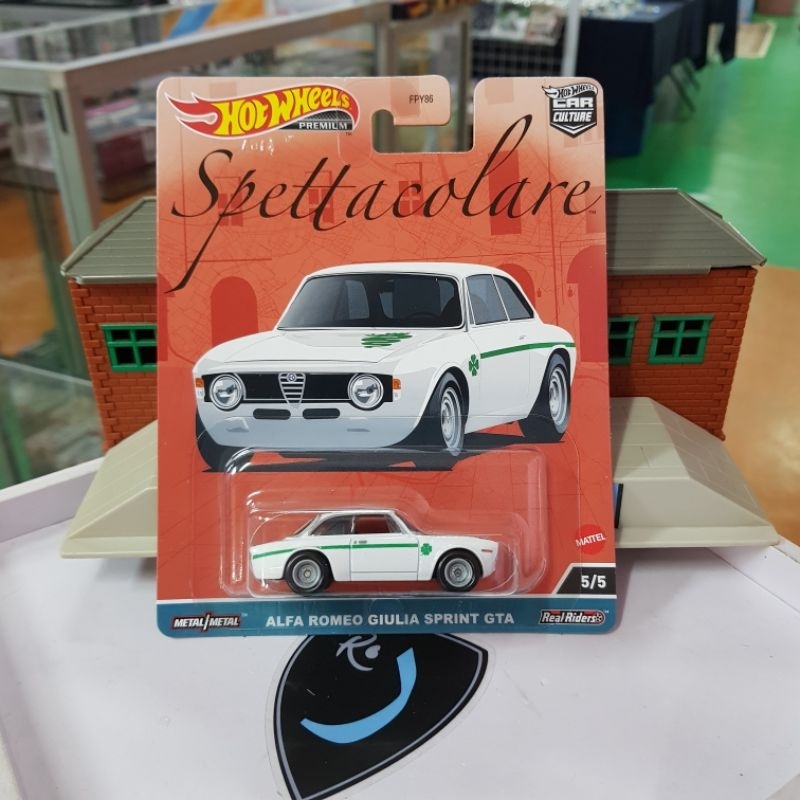 HOT WHEELS
PREMIUM
FPY86
HOT WHEELS
CAR
CULTURE
Spettacolare
MATTEL
5/5
METAL/METAL
ALFA ROMEO GIULIA SPRINT GTA
Real Riders